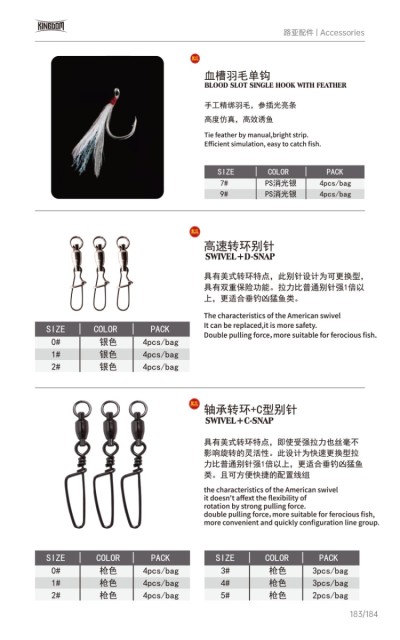 KINGDOM
路亚配件 | Accessories
血槽羽毛单钩
BLOOD SLOT SINGLE HOOK WITH FEATHER
手工精绑羽毛，参插光亮条
高度仿真，高效诱鱼
Tie feather by manual,bright strip.
Efficient simulation, easy to catch fish.
SIZE COLOR PACK
7# PS消光银 4pcs/bag
9# PS消光银 4pcs/bag
高速转环别针
SWIVEL+D-SNAP
具有美式转环特点，此别针设计为可更换型，
具有双重保险功能。拉力比普通别针强1倍以
上，更适合垂钓凶猛鱼类。
The characteristics of the American swivel
It can be replaced,it is more safety.
Double pulling force, more suitable for ferocious fish.
SIZE COLOR PACK
0# 银色 4pcs/bag
1# 银色 4pcs/bag
2# 银色 4pcs/bag
轴承转环+C型别针
SWIVEL+C-SNAP
具有美式转环特点，即使受强拉力也丝毫不
影响旋转的灵活性。此设计为快速更换型拉
力比普通别针强1倍以上，更适合垂钓凶猛鱼
类。且可方便快捷的配置线组
the characteristics of the American swivel
it doesn't affext the flexibility of
rotation by strong pulling force.
double pulling force, more suitable for ferocious fish,
more convenient and quickly configuration line group.
SIZE COLOR PACK
0# 枪色 4pcs/bag
1# 枪色 4pcs/bag
2# 枪色 4pcs/bag
SIZE COLOR PACK
3# 枪色 3pcs/bag
4# 枪色 3pcs/bag
5# 枪色 2pcs/bag
183/184